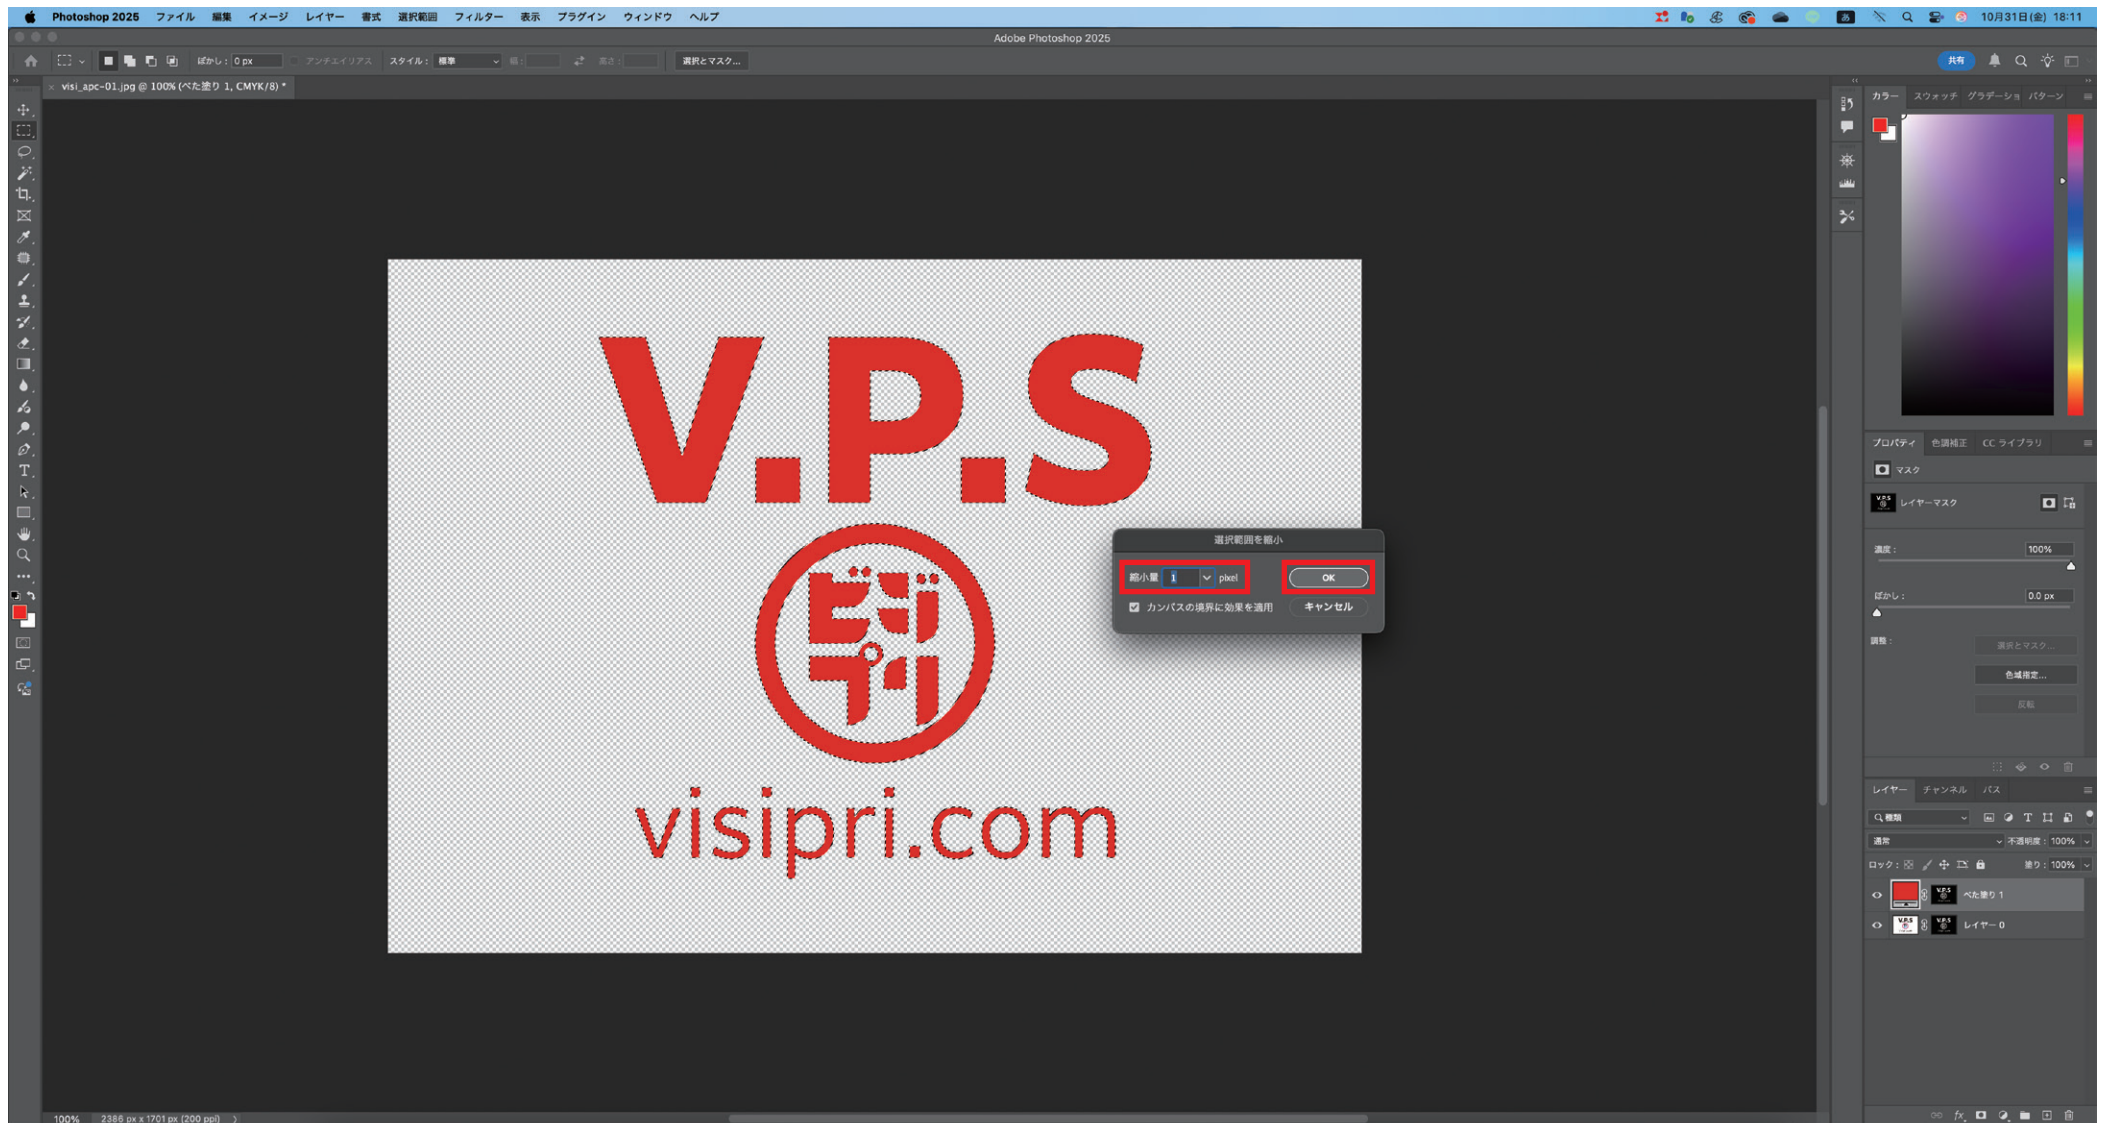 Photoshop 2025 ファイル 編集 イメージ レイヤー 書式 選択範囲 フィルター 表示 プラグイン ウィンドウ ヘルプ
10月31日(金) 18:11
Adobe Photoshop 2025
ぼかし: 0 px アンチエイリアス スタイル: 標準 幅: 高さ: 選択とマスク... 共有
× visi_apc-01.jpg @ 100% (べた塗り 1, CMYK/8) *
カラー スウォッチ グラデーショ パターン
V.P.S
ビジプリ
visipri.com
選択範囲を縮小
縮小量 1 pixel OK
カンバスの境界に効果を適用 キャンセル
プロパティ 色調補正 CC ライブラリ
マスク
レイヤーマスク
濃度: 100%
ぼかし: 0.0 px
調整: 選択とマスク...
色域指定...
反転
レイヤー チャンネル パス
種類
通常 不透明度: 100%
ロック: 塗り: 100%
べた塗り 1
レイヤー 0
100% 2386 px x 1701 px (200 ppi)